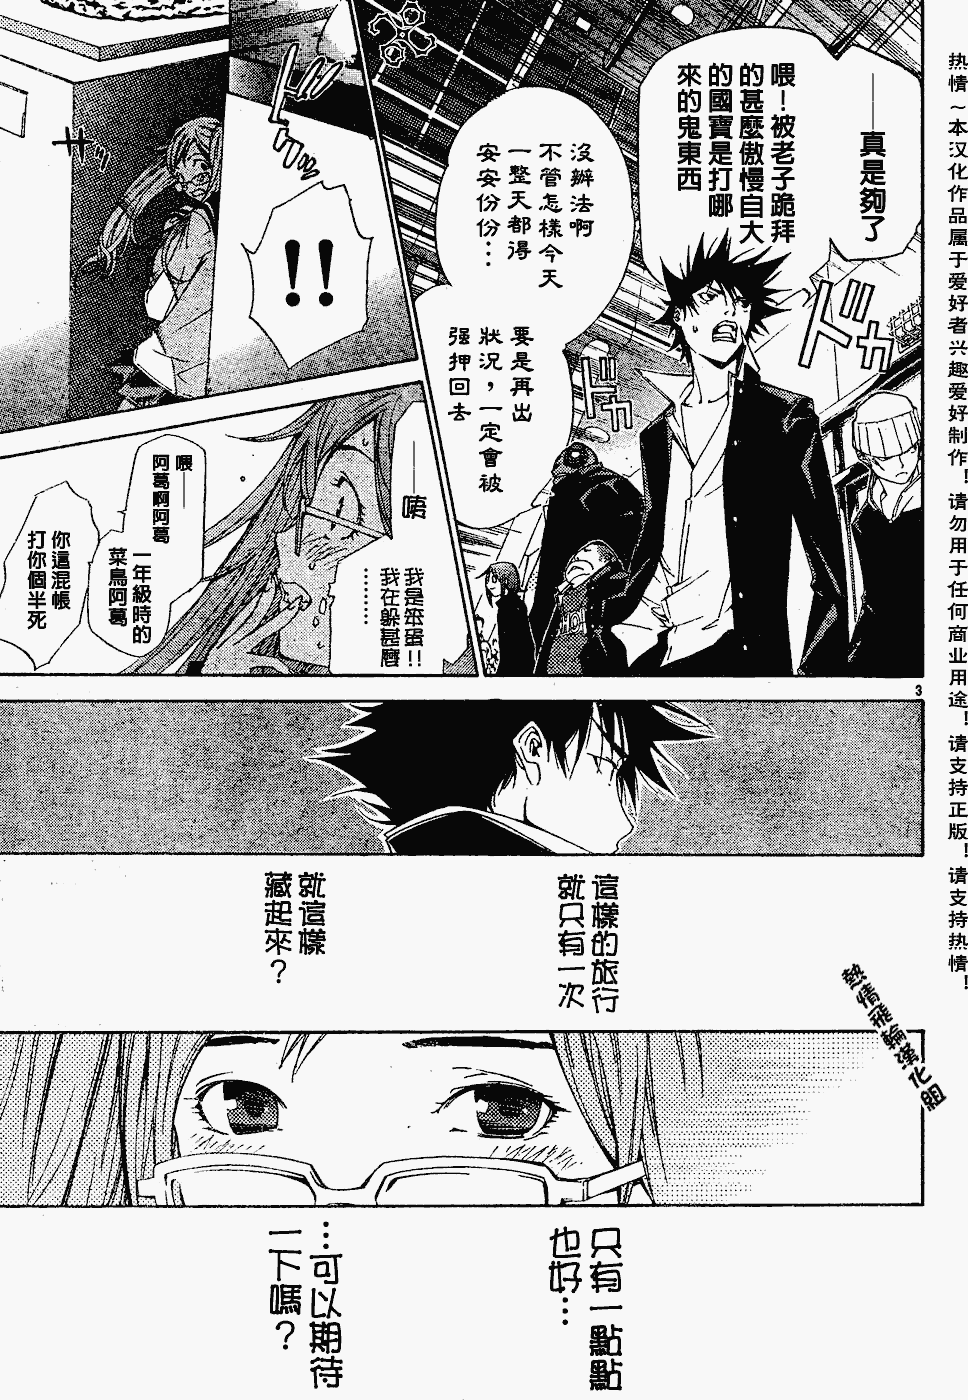 ——真是夠了
喂！被老子跪拜
的甚麼傲慢自大
的國寶是打哪
來的鬼東西
沒辦法啊
不管怎樣今天
一整天都得
安安份份…
要是再出
狀況，一定會被
强押回去
ドドカ
ドドカ
!!
——唷
我是笨蛋!!
我在躲甚麼
………
喂—
阿葛啊阿葛
一年級時的
菜鳥阿葛
你這混帳
打你個半死
3
這樣的旅行
就只有一次
就這樣
藏起來？
只有一點點
也好…
…可以期待
一下嗎？
热情~本汉化作品属于爱好者兴趣爱好制作！请勿用于任何商业用途！请支持正版！请支持热情！
熱情飛輪漢化組